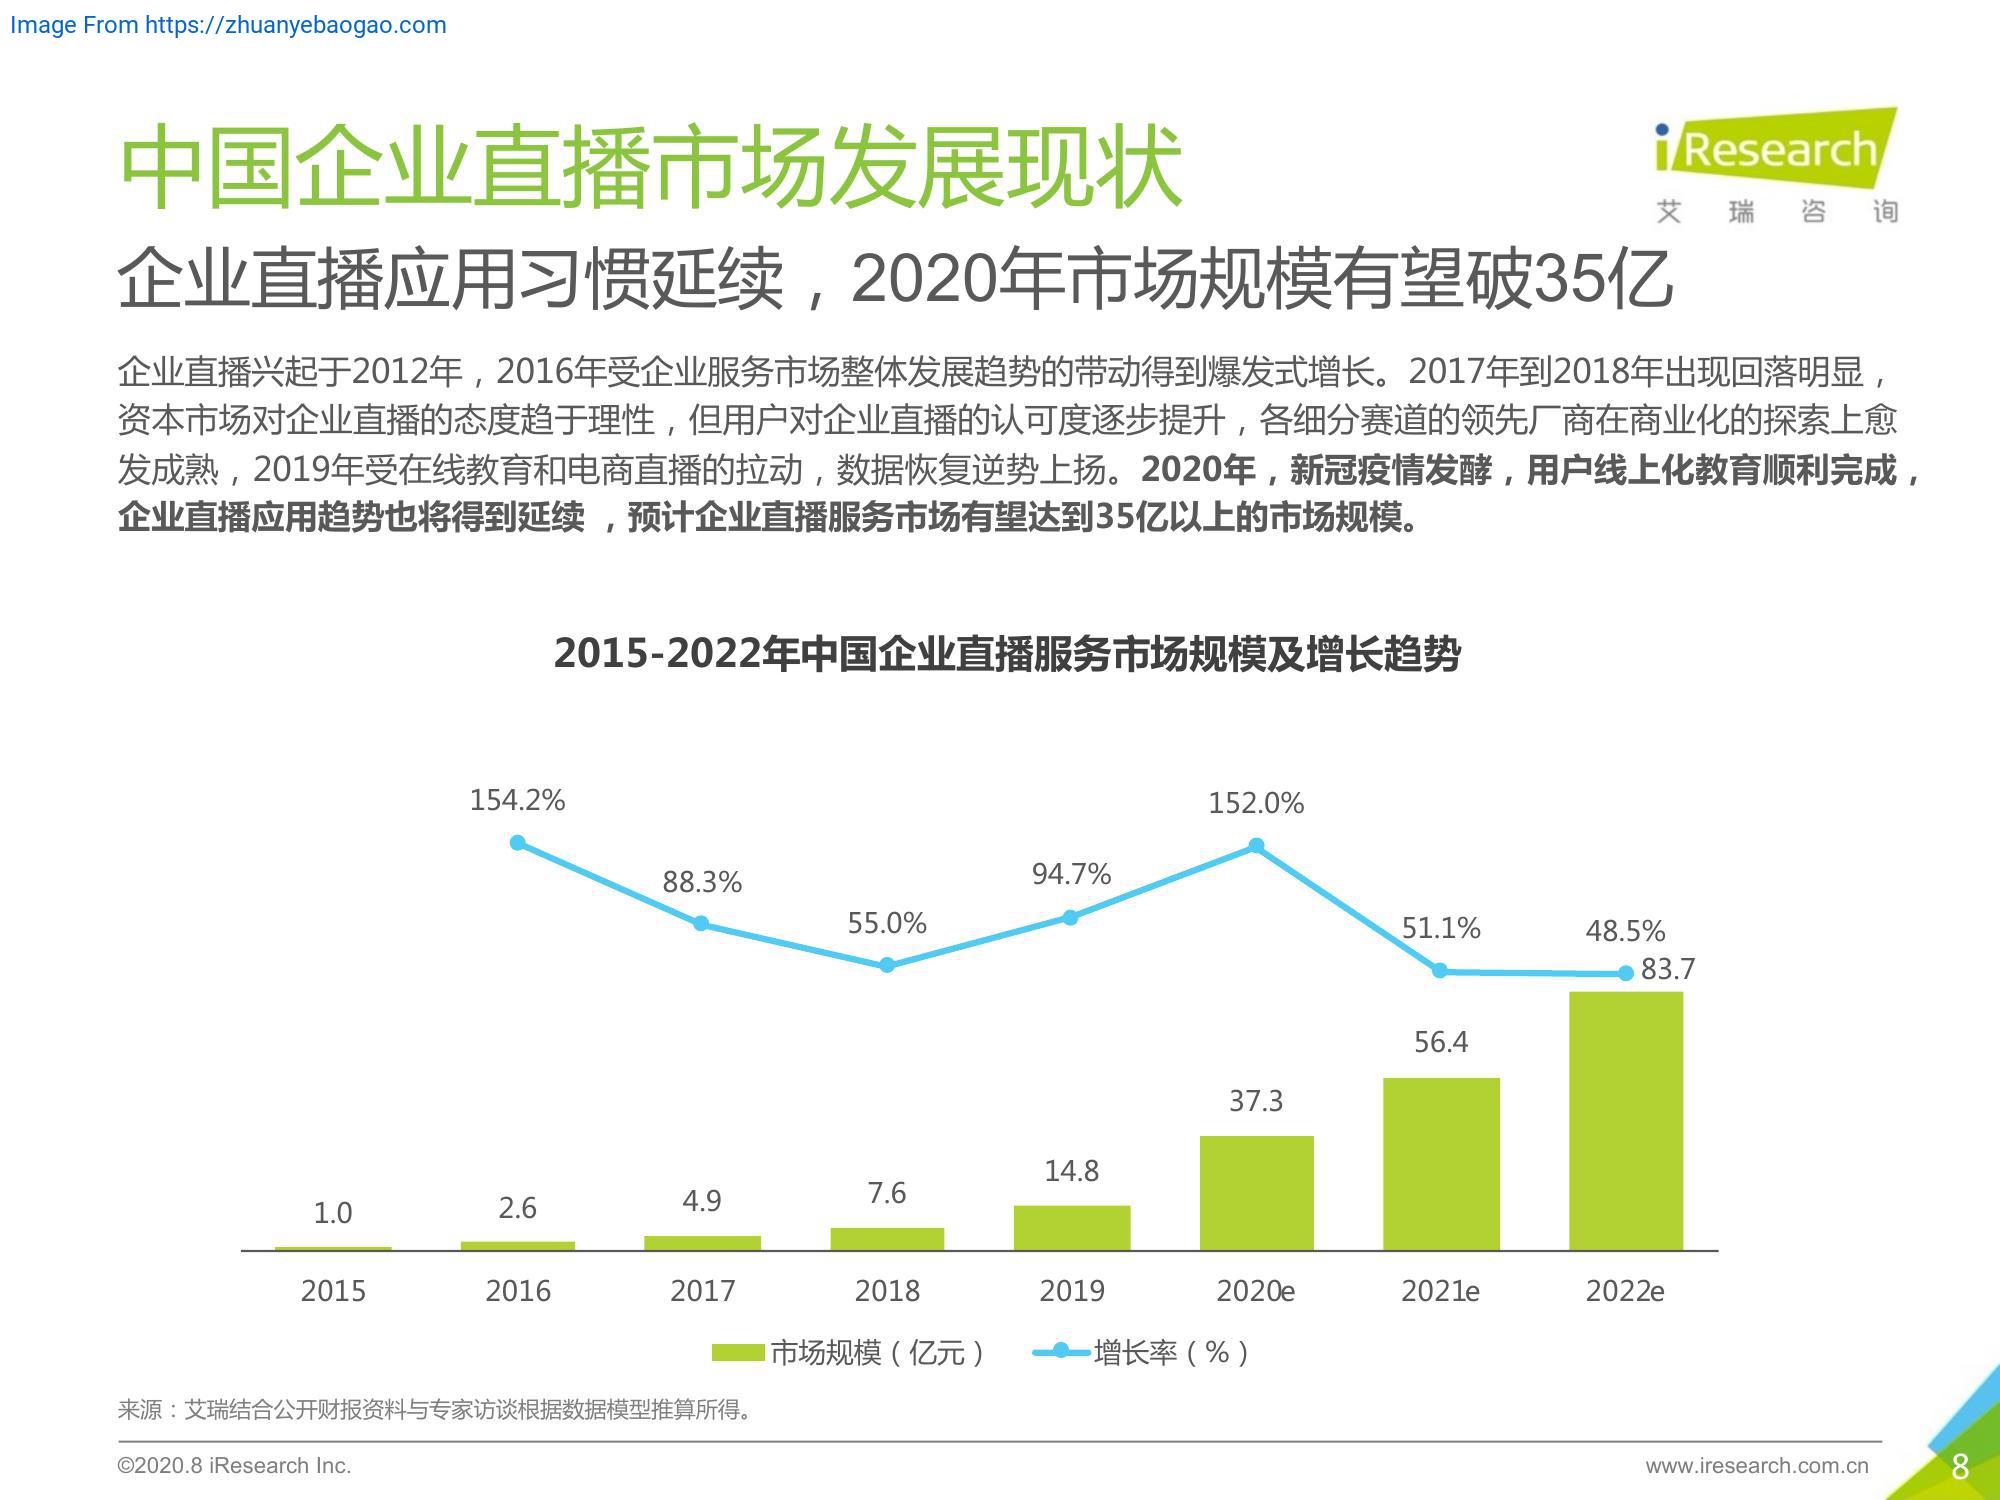 Image From https://zhuanyebaogao.com
中国企业直播市场发展现状
iResearch
艾瑞咨询
企业直播应用习惯延续，2020年市场规模有望破35亿
企业直播兴起于2012年，2016年受企业服务市场整体发展趋势的带动得到爆发式增长。2017年到2018年出现回落明显，
资本市场对企业直播的态度趋于理性，但用户对企业直播的认可度逐步提升，各细分赛道的领先厂商在商业化的探索上愈
发成熟，2019年受在线教育和电商直播的拉动，数据恢复逆势上扬。2020年，新冠疫情发酵，用户线上化教育顺利完成，
企业直播应用趋势也将得到延续 ，预计企业直播服务市场有望达到35亿以上的市场规模。
2015-2022年中国企业直播服务市场规模及增长趋势
154.2% 88.3% 55.0% 94.7% 152.0% 51.1% 48.5%
1.0 2.6 4.9 7.6 14.8 37.3 56.4 83.7
2015 2016 2017 2018 2019 2020e 2021e 2022e
市场规模（亿元） 增长率（%）
来源：艾瑞结合公开财报资料与专家访谈根据数据模型推算所得。
©2020.8 iResearch Inc. www.iresearch.com.cn 8